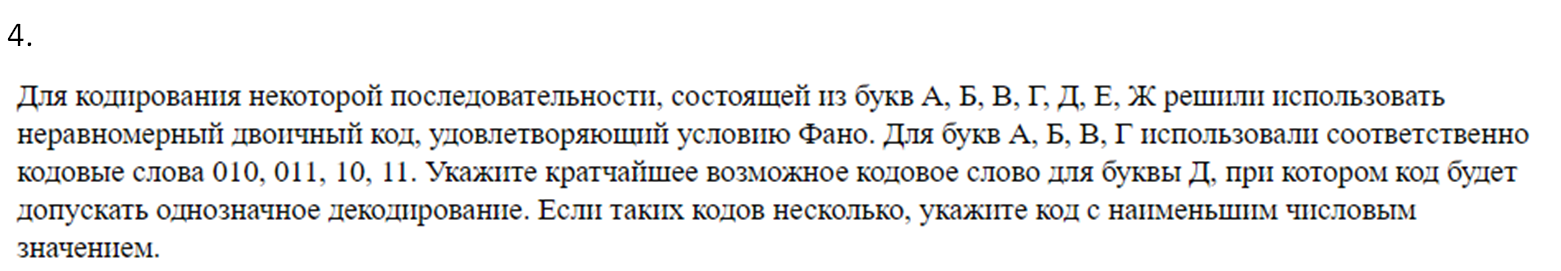 4.
Для кодирования некоторой последовательности, состоящей из букв А, Б, В, Г, Д, Е, Ж решили использовать
неравномерный двоичный код, удовлетворяющий условию Фано. Для букв А, Б, В, Г использовали соответственно
кодовые слова 010, 011, 10, 11. Укажите кратчайшее возможное кодовое слово для буквы Д, при котором код будет
допускать однозначное декодирование. Если таких кодов несколько, укажите код с наименьшим числовым
значением.